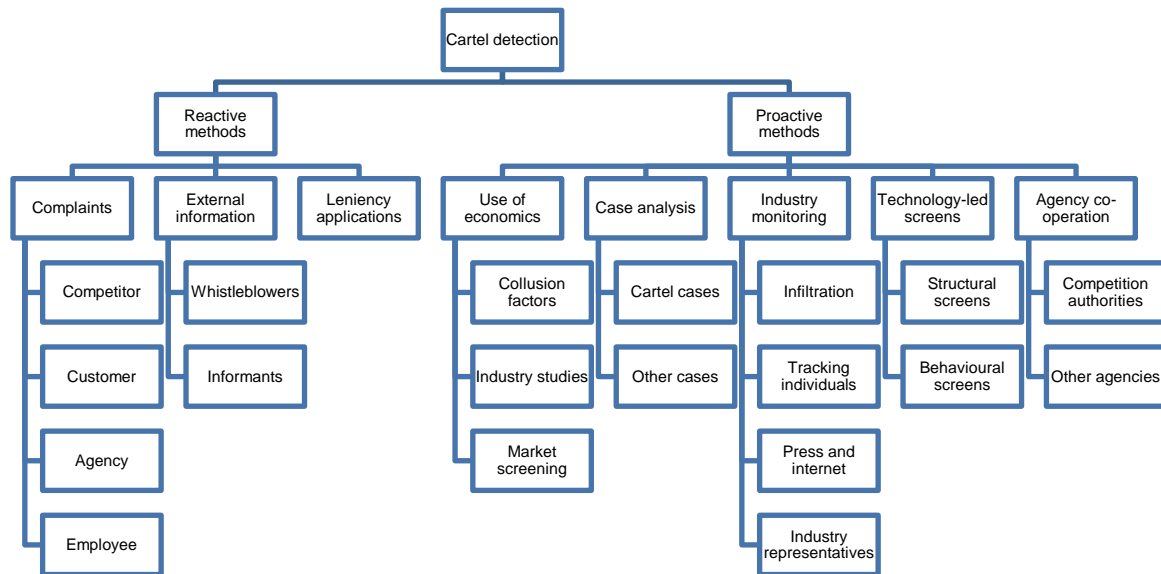 Cartel detection
Reactive
methods
Proactive
methods
Complaints
External
information
Leniency
applications
Use of
economics
Case analysis
Industry
monitoring
Technology-led
screens
Agency co-
operation
Competitor
Whistleblowers
Collusion
factors
Cartel cases
Infiltration
Structural
screens
Competition
authorities
Customer
Informants
Industry studies
Other cases
Tracking
individuals
Behavioural
screens
Other agencies
Agency
Market
screening
Press and
internet
Employee
Industry
representatives